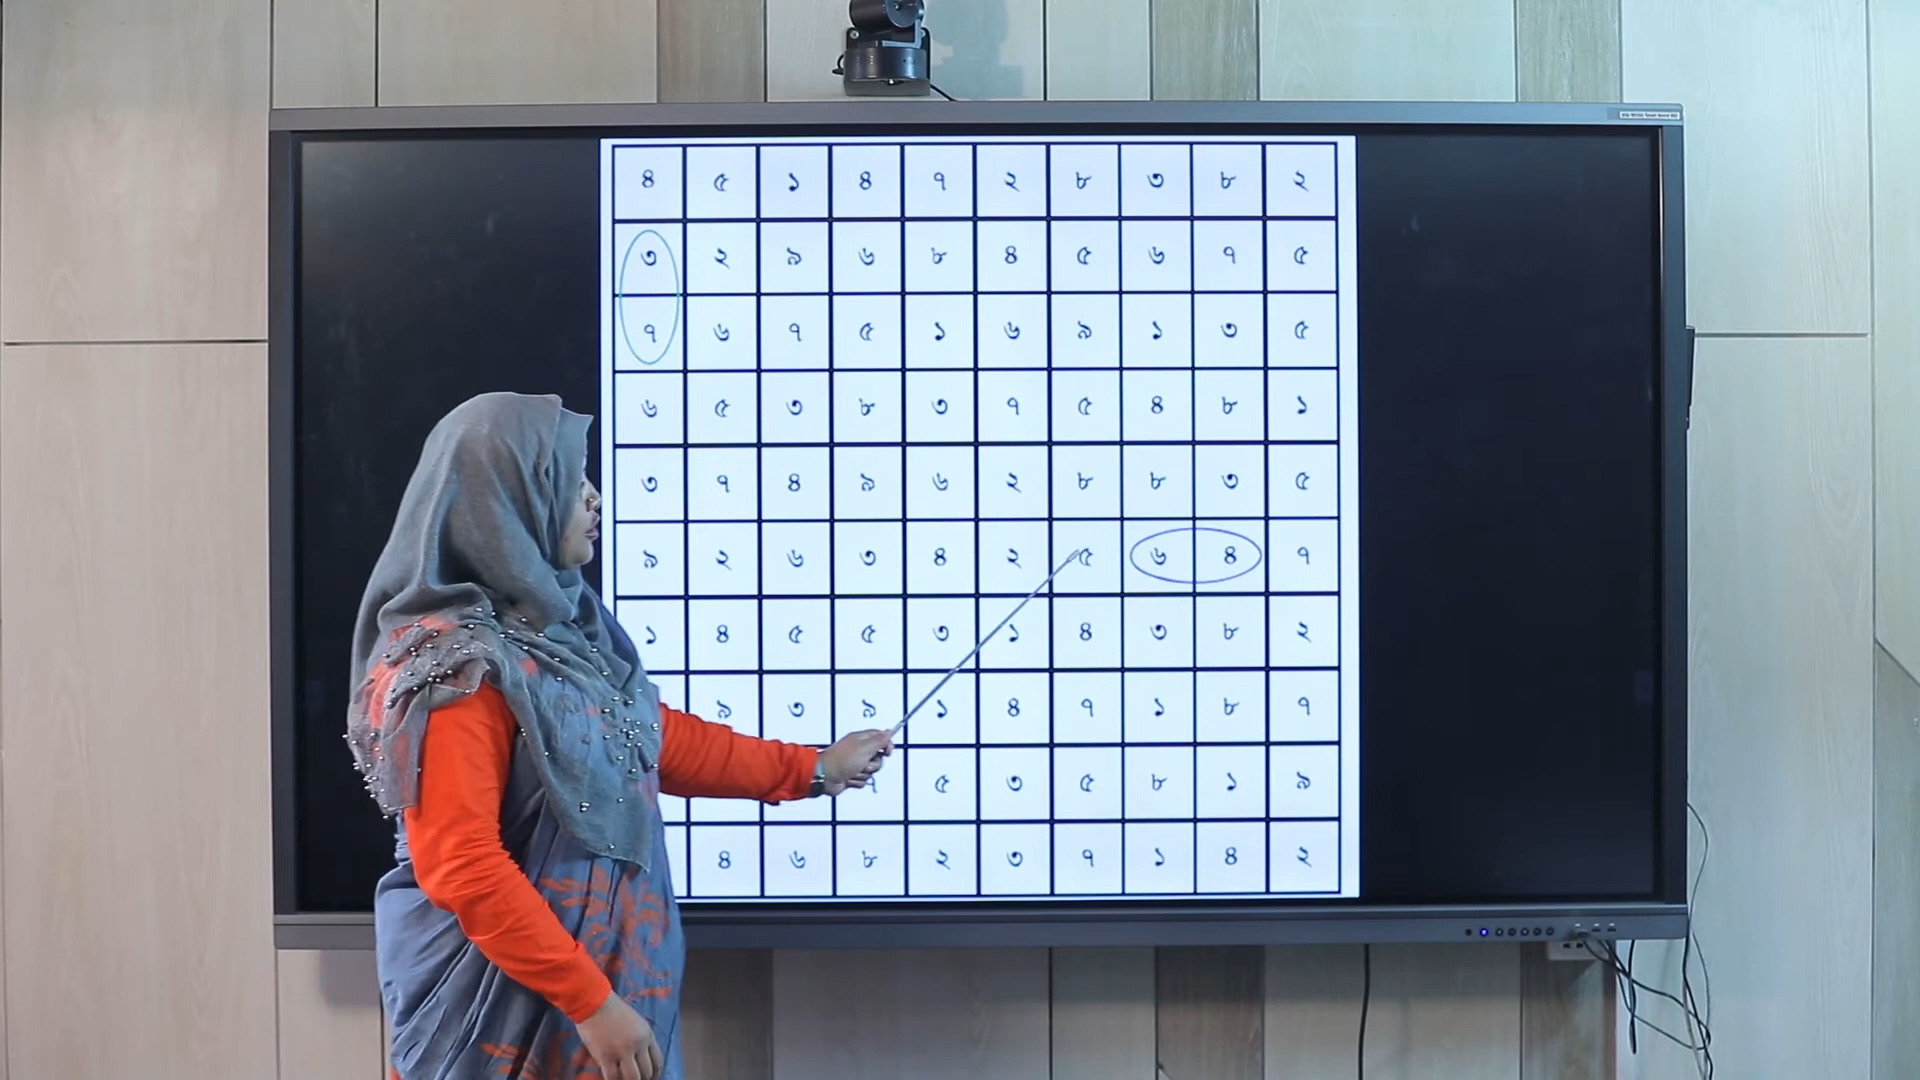 ৪ ৫ ১ ৪ ৭ ২ ৮ ৩ ৮ ২
৩ ২ ৯ ৬ ৮ ৪ ৫ ৬ ৭ ৫
৭ ৬ ৭ ৫ ১ ৬ ৯ ১ ৩ ৫
৬ ৫ ৩ ৮ ৩ ৭ ৫ ৪ ৮ ১
৩ ৭ ৪ ৯ ৬ ২ ৮ ৮ ৩ ৫
৯ ২ ৬ ৩ ৪ ২ ৫ ৬ ৪ ৭
১ ৪ ৫ ৫ ৩ ১ ৪ ৩ ৮ ২
৯ ৩ ৯ ১ ৪ ৭ ১ ৮ ৭
৫ ৩ ৫ ৮ ১ ৯
৪ ৬ ৮ ২ ৩ ৭ ১ ৪ ২